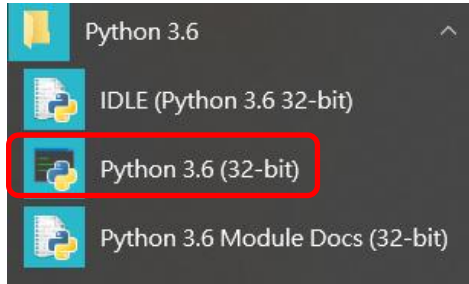 Python 3.6
IDLE (Python 3.6 32-bit)
Python 3.6 (32-bit)
Python 3.6 Module Docs (32-bit)